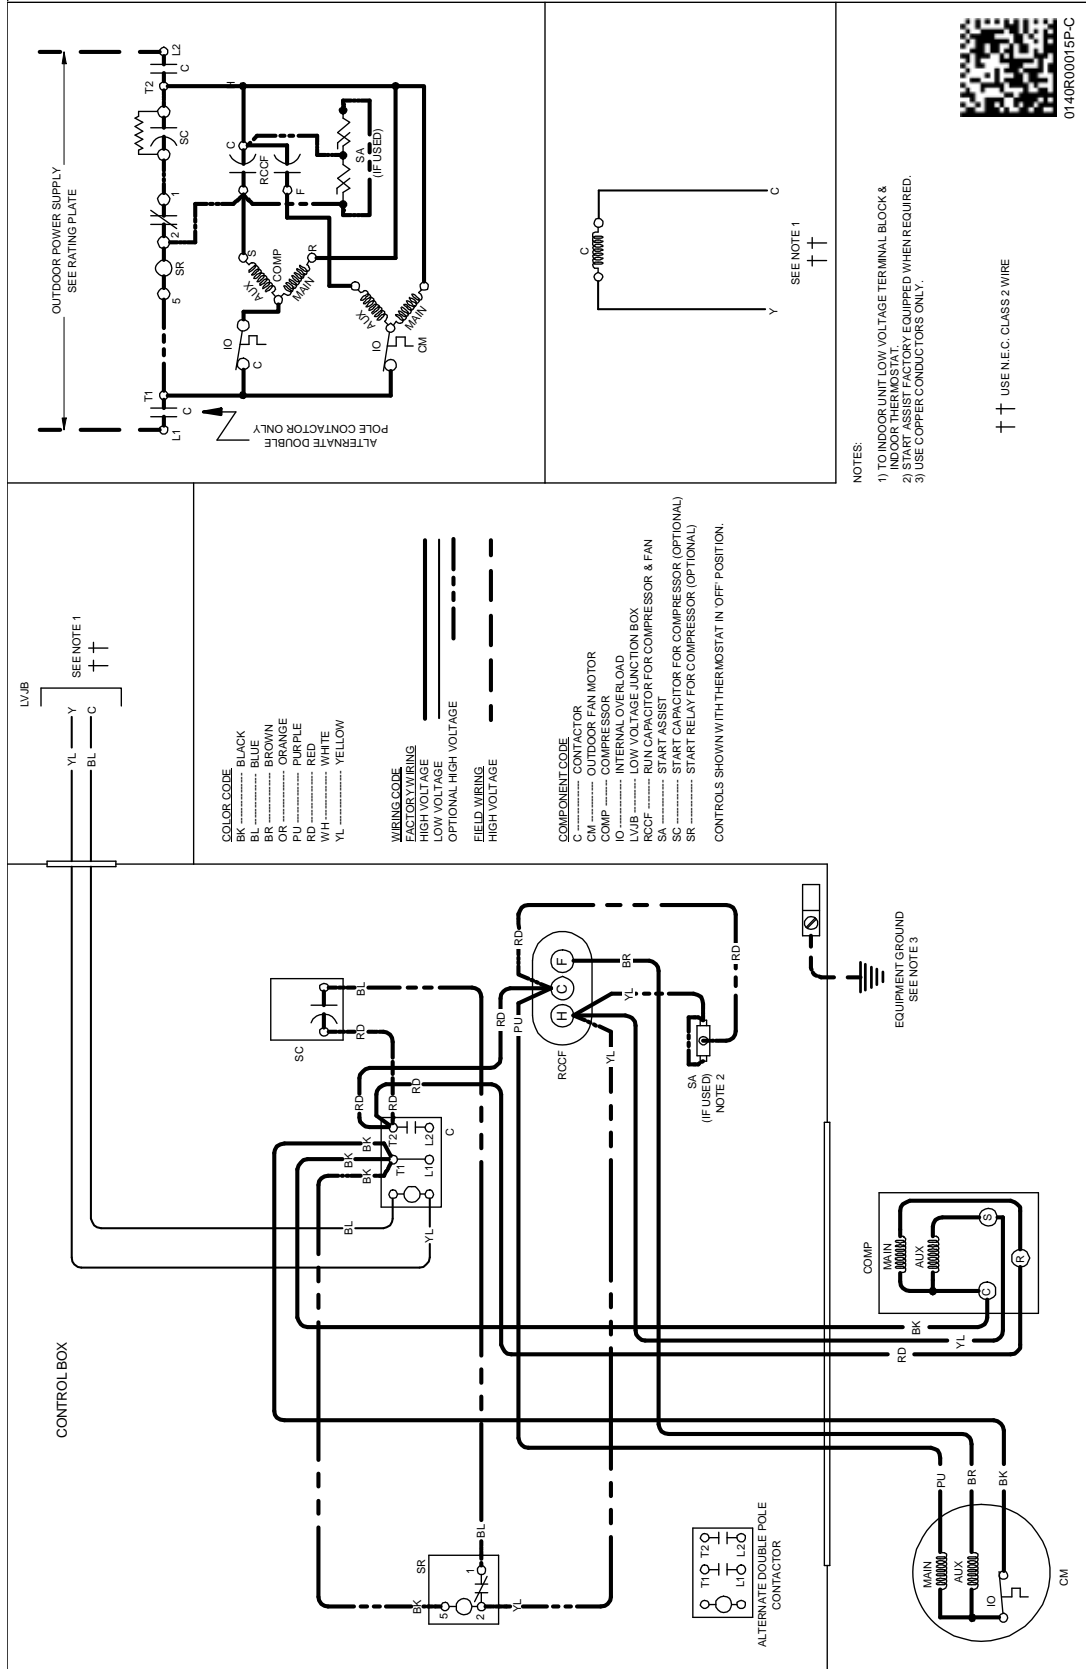 CONTROL BOX
LVJB
YL
Y
BL
C
SEE NOTE 1
†† 
SC
RD
BL
RD
RD
RD
RD
BK
BK
BK
T2
T1
L2
L1
C
BL
YL
SR
BK
5
2
1
BL
YL
ALTERNATE DOUBLE POLE
CONTACTOR
T1
T2
L1
L2
RD
PU
H
C
F
RCCF
YL
BR
YL
RD
SA
(IF USED)
NOTE 2
EQUIPMENT GROUND
SEE NOTE 3
COMP
MAIN
AUX
C
S
R
BK
YL
RD
PU
BR
BK
MAIN
AUX
IO
CM
COLOR CODE
BK ---------- BLACK
BL ---------- BLUE
BR ---------- BROWN
OR ---------- ORANGE
PU ---------- PURPLE
RD ---------- RED
WH ---------- WHITE
YL ---------- YELLOW
WIRING CODE
FACTORY WIRING
HIGH VOLTAGE
LOW VOLTAGE
OPTIONAL HIGH VOLTAGE
FIELD WIRING
HIGH VOLTAGE
COMPONENT CODE
C ---------- CONTACTOR
CM ---------- OUTDOOR FAN MOTOR
COMP ------- COMPRESSOR
IO ---------- INTERNAL OVERLOAD
LVJB -------- LOW VOLTAGE JUNCTION BOX
RCCF ------- RUN CAPACITOR FOR COMPRESSOR & FAN
SA ---------- START ASSIST
SC ---------- START CAPACITOR FOR COMPRESSOR (OPTIONAL)
SR ---------- START RELAY FOR COMPRESSOR (OPTIONAL)
CONTROLS SHOWN WITH THERMOSTAT IN 'OFF' POSITION.
OUTDOOR POWER SUPPLY
SEE RATING PLATE
L1
C
T1
5
SR
2
1
SC
T2
C
L2
ALTERNATE DOUBLE
POLE CONTACTOR ONLY
C
IO
AUX
S
COMP
MAIN
R
H
C
RCCF
F
SA
(IF USED)
IO
CM
AUX
MAIN
C
Y
C
SEE NOTE 1
††
NOTES:
1) TO INDOOR UNIT LOW VOLTAGE TERMINAL BLOCK &
INDOOR THERMOSTAT.
2) START ASSIST FACTORY EQUIPPED WHEN REQUIRED.
3) USE COPPER CONDUCTORS ONLY.
†† USE N.E.C. CLASS 2 WIRE
0140R00015P-C